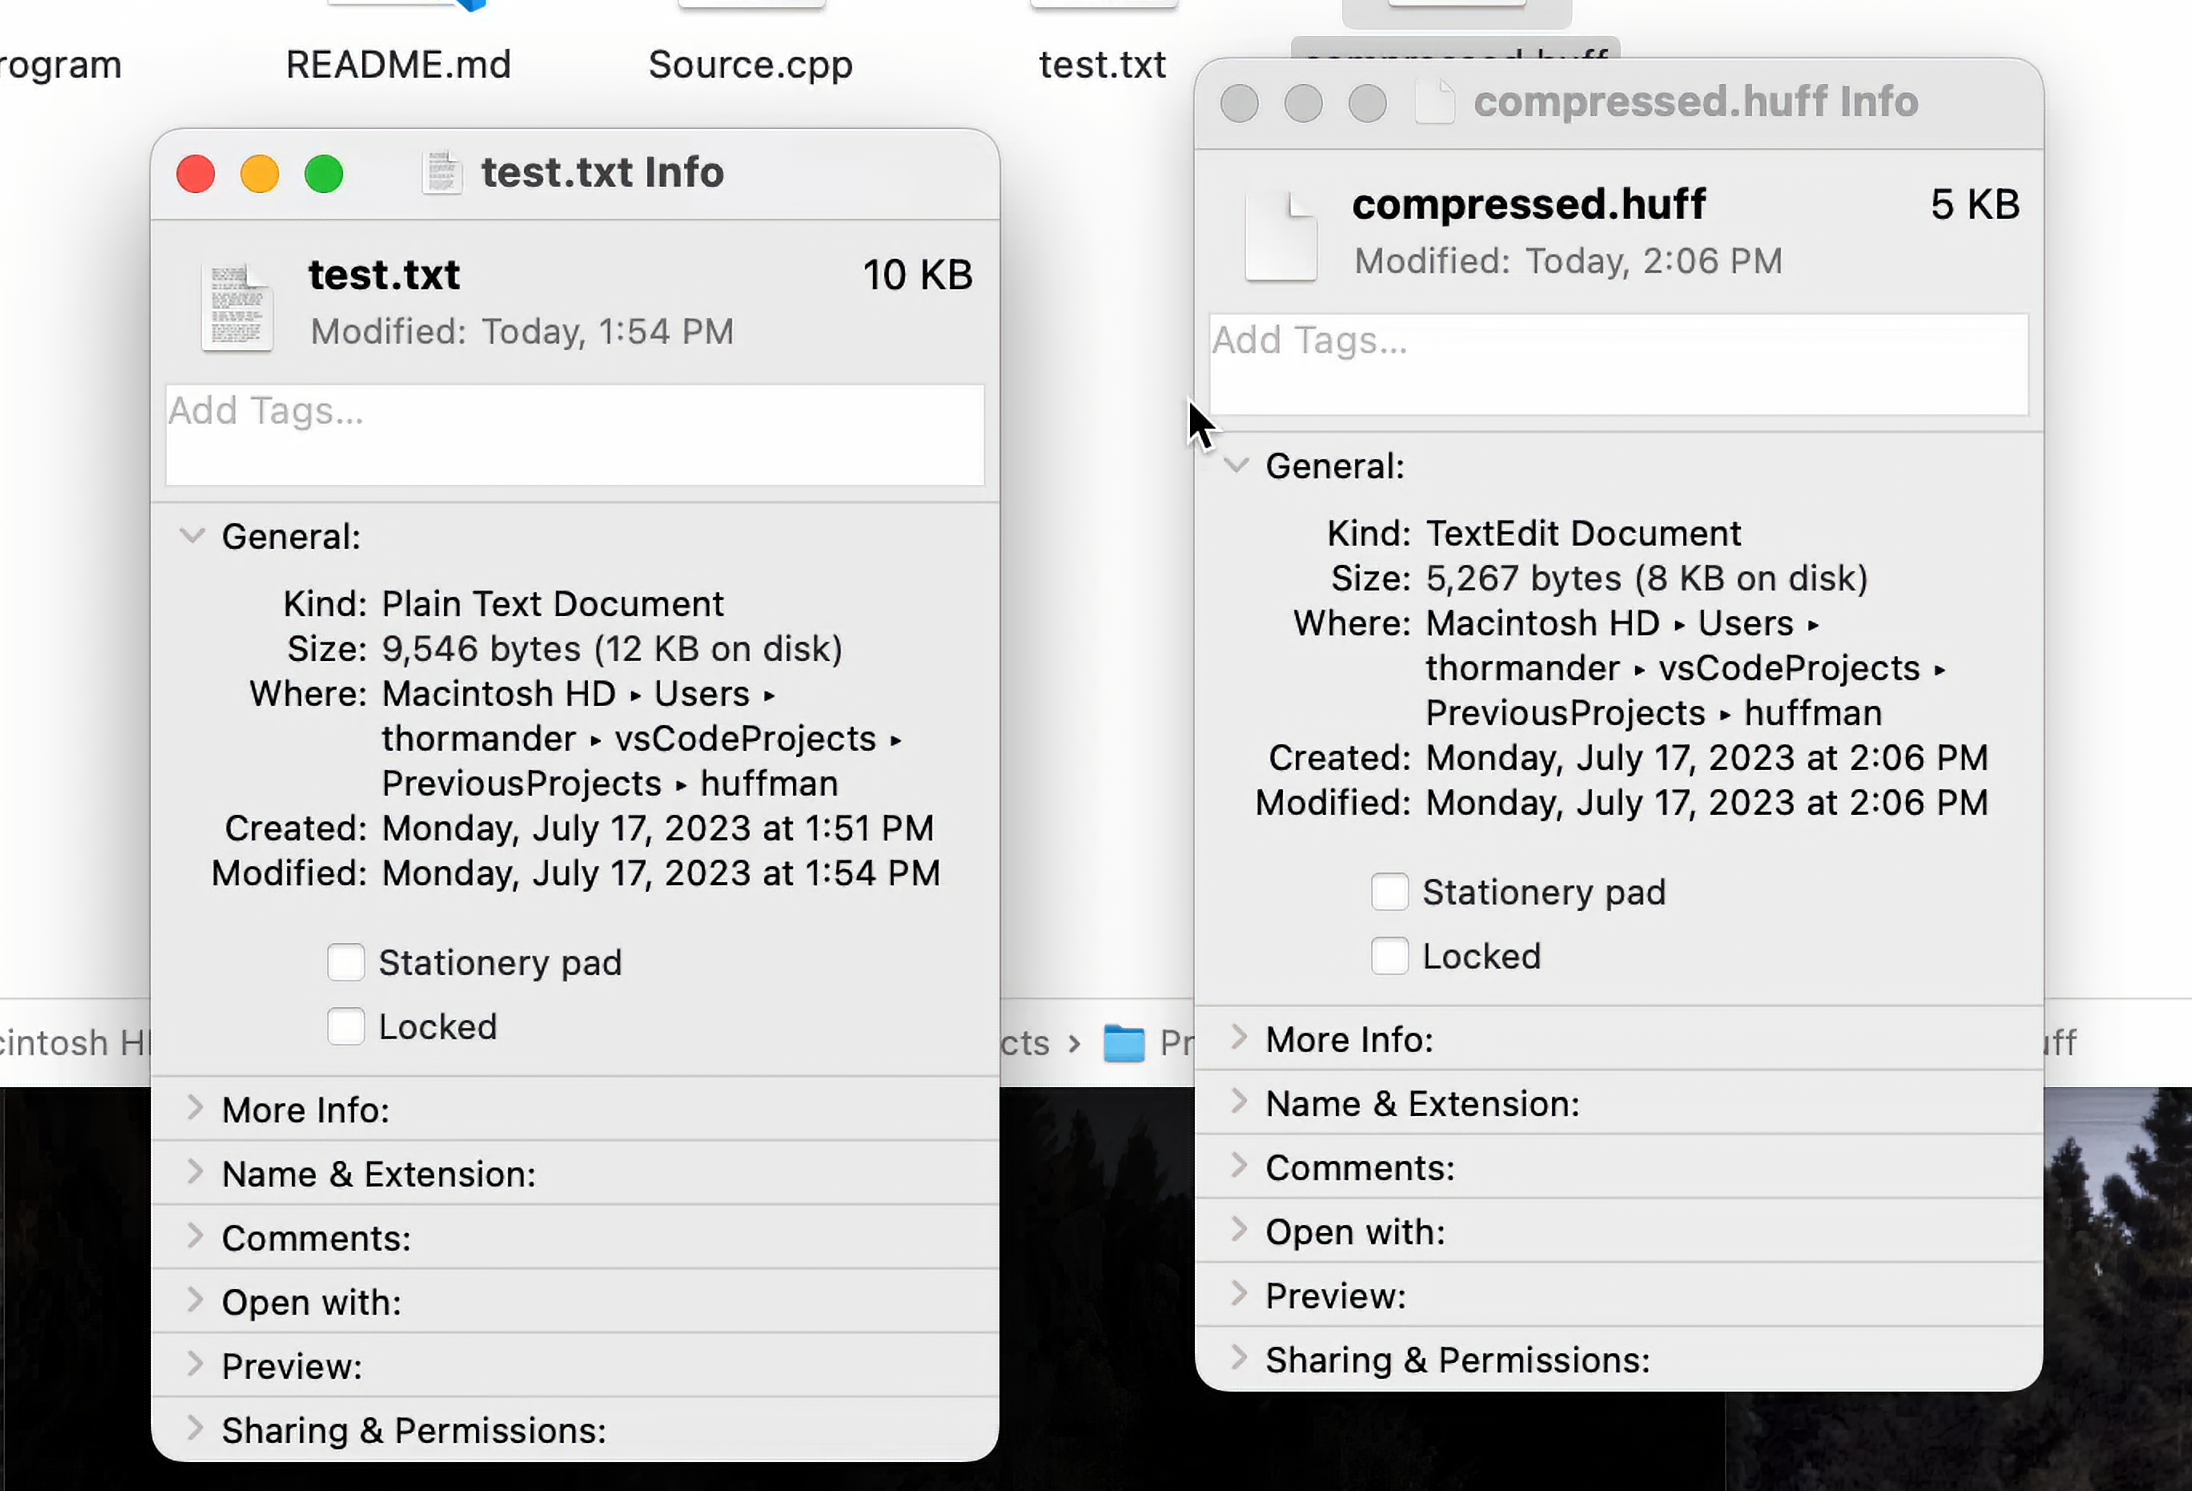 rogram
README.md
Source.cpp
test.txt
compressed.huff
test.txt Info
test.txt
10 KB
Modified: Today, 1:54 PM
Add Tags...
General:
Kind: Plain Text Document
Size: 9,546 bytes (12 KB on disk)
Where: Macintosh HD ▸ Users ▸
thormander ▸ vsCodeProjects ▸
PreviousProjects ▸ huffman
Created: Monday, July 17, 2023 at 1:51 PM
Modified: Monday, July 17, 2023 at 1:54 PM
Stationery pad
Locked
More Info:
Name & Extension:
Comments:
Open with:
Preview:
Sharing & Permissions:
compressed.huff Info
compressed.huff
5 KB
Modified: Today, 2:06 PM
Add Tags...
General:
Kind: TextEdit Document
Size: 5,267 bytes (8 KB on disk)
Where: Macintosh HD ▸ Users ▸
thormander ▸ vsCodeProjects ▸
PreviousProjects ▸ huffman
Created: Monday, July 17, 2023 at 2:06 PM
Modified: Monday, July 17, 2023 at 2:06 PM
Stationery pad
Locked
More Info:
Name & Extension:
Comments:
Open with:
Preview:
Sharing & Permissions:
cintosh H
cts › Pr
uff